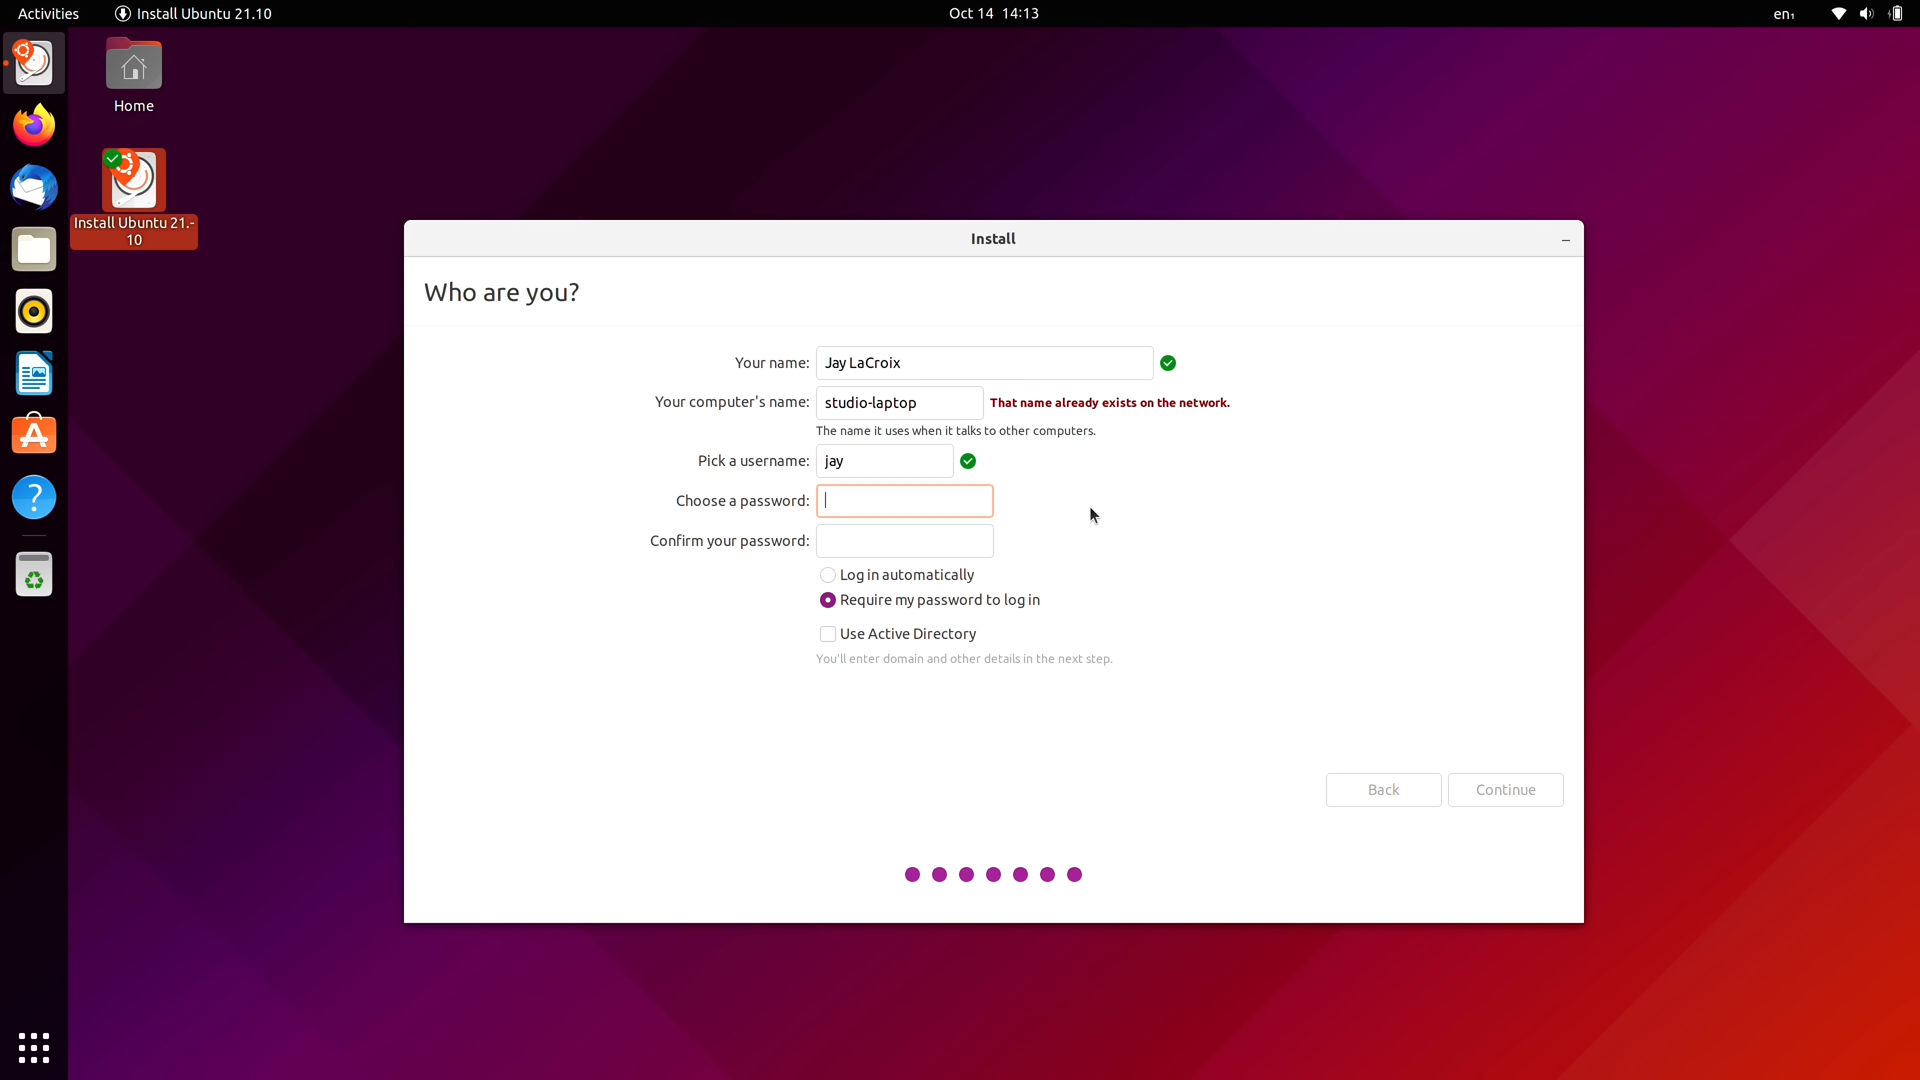 Activities
Install Ubuntu 21.10
Oct 14 14:13
en₁
Home
Install Ubuntu 21.-
10
Install
Who are you?
Your name: Jay LaCroix
Your computer's name: studio-laptop That name already exists on the network.
The name it uses when it talks to other computers.
Pick a username: jay
Choose a password:
Confirm your password:
Log in automatically
Require my password to log in
Use Active Directory
You'll enter domain and other details in the next step.
Back
Continue